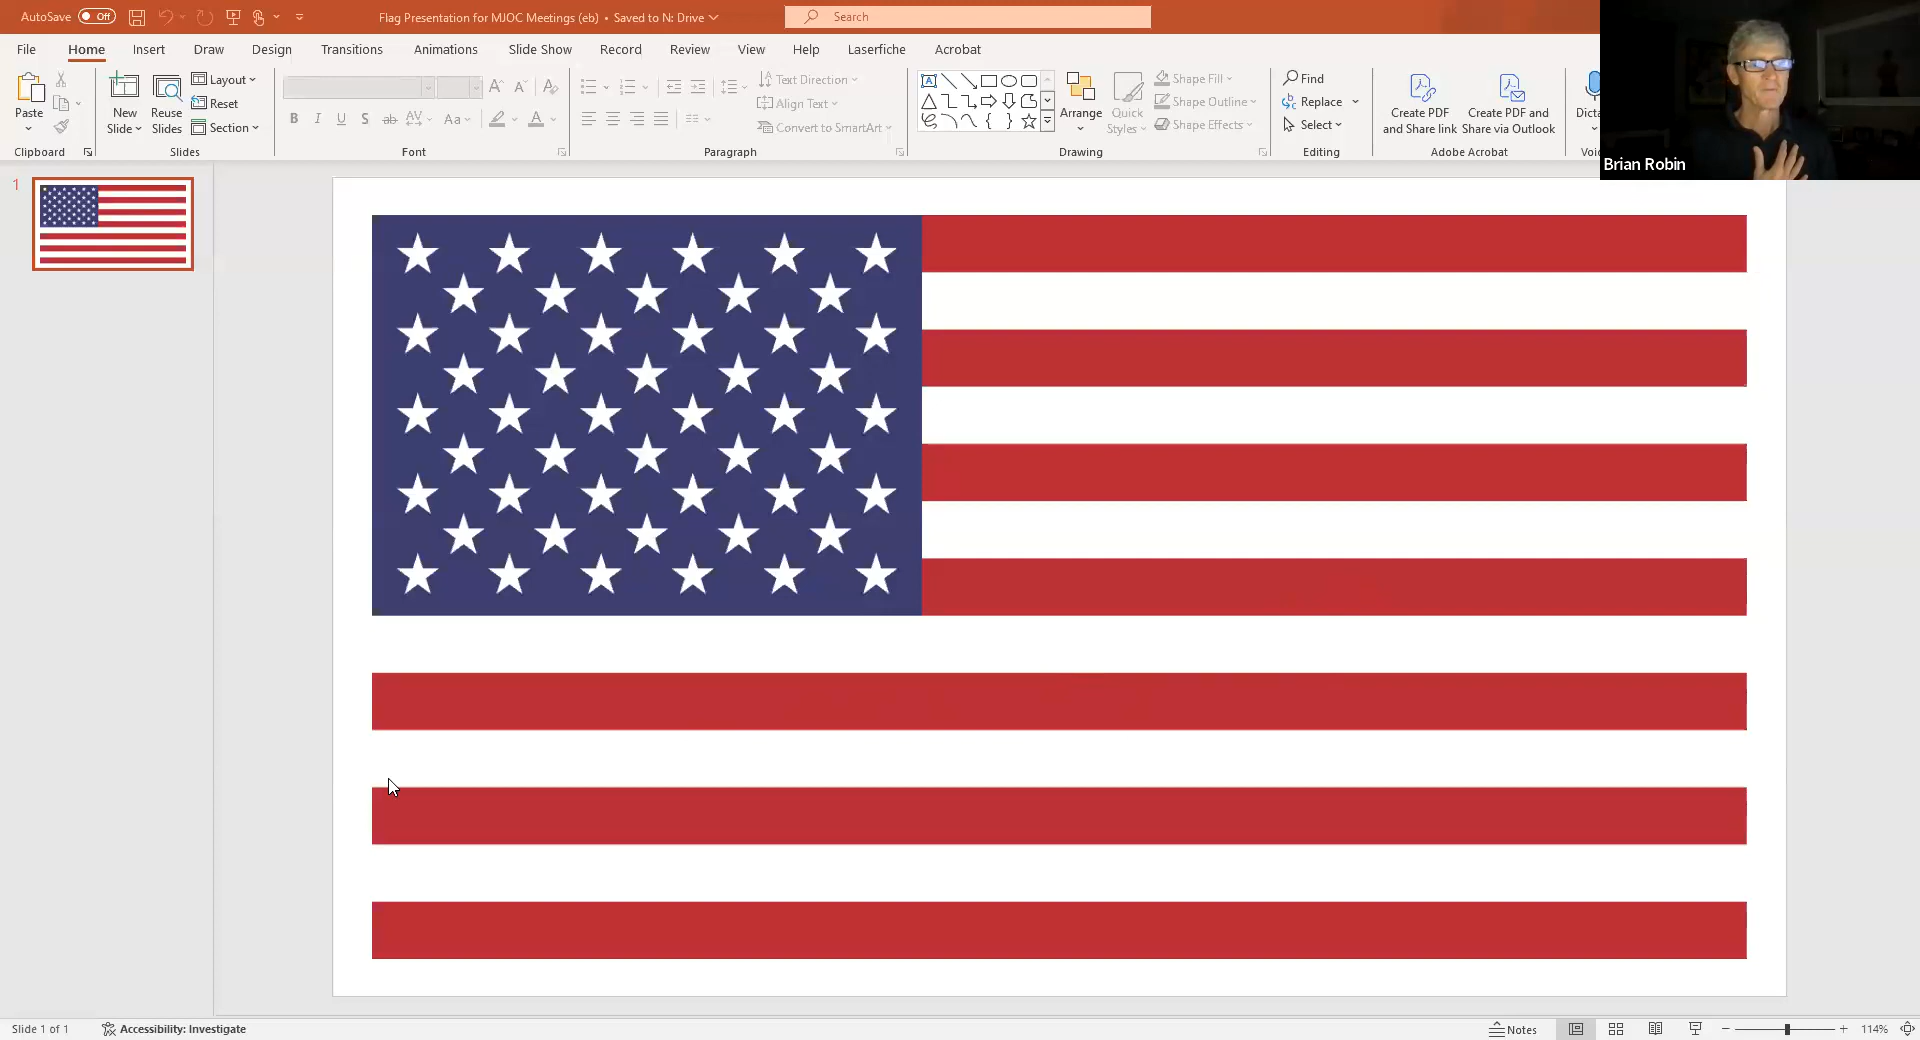 AutoSave Off Flag Presentation for MJOC Meetings (eb) • Saved to N: Drive Search
File Home Insert Draw Design Transitions Animations Slide Show Record Review View Help Laserfiche Acrobat
Paste
Clipboard
New
Slide
Reuse
Slides
Layout
Reset
Section
Slides
B I U S ab AV Aa A
Font
Text Direction
Align Text
Convert to SmartArt
Paragraph
Arrange
Quick
Styles
Shape Fill
Shape Outline
Shape Effects
Drawing
Find
Replace
Select
Editing
Create PDF
and Share link
Create PDF and
Share via Outlook
Adobe Acrobat
Brian Robin
1
Slide 1 of 1 Accessibility: Investigate Notes 114%